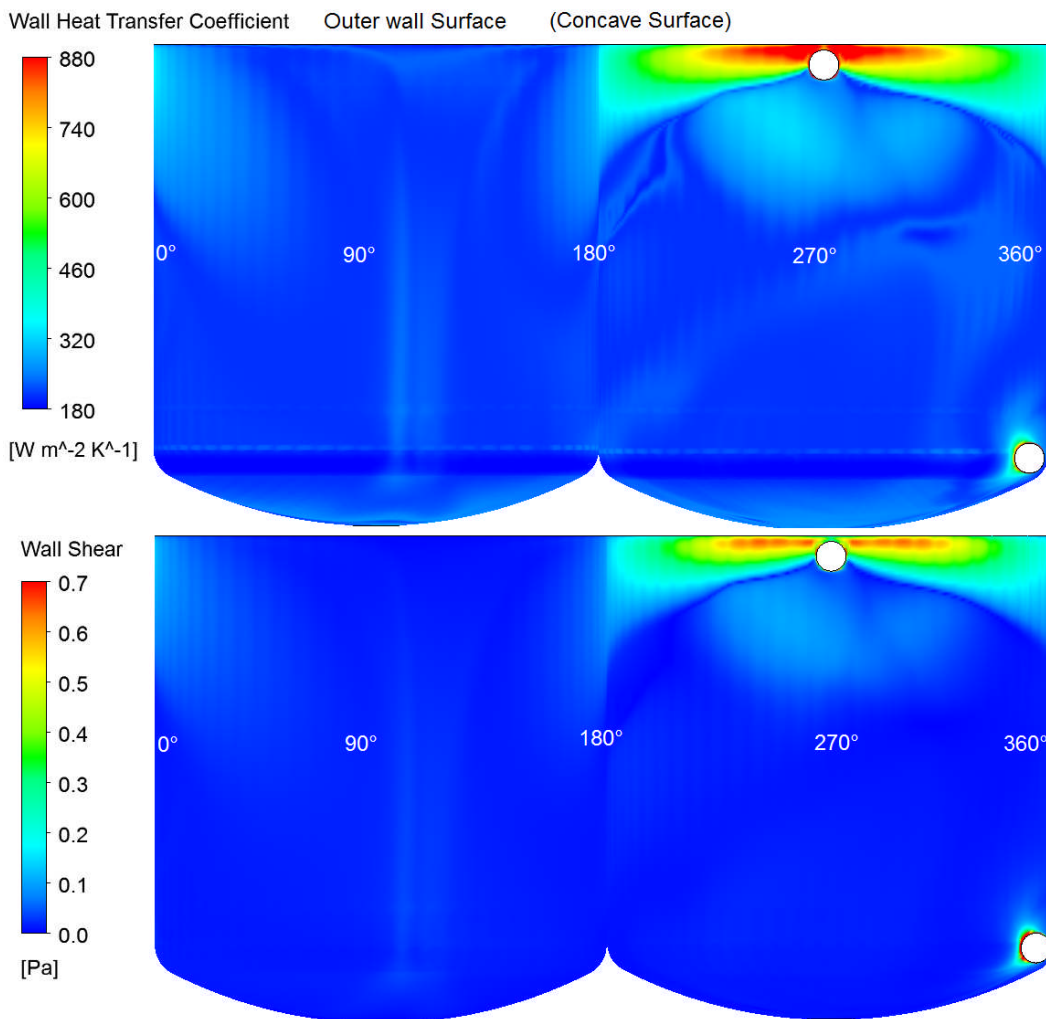 Wall Heat Transfer Coefficient Outer wall Surface (Concave Surface)
880
740
600
460
320
180
[W m^-2 K^-1]
0° 90° 180° 270° 360°
Wall Shear
0.7
0.6
0.5
0.4
0.3
0.2
0.1
0.0
[Pa]
0° 90° 180° 270° 360°